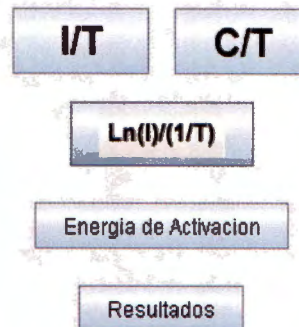 I/T C/T
Ln(I)/(1/T)
Energia de Activacion
Resultados